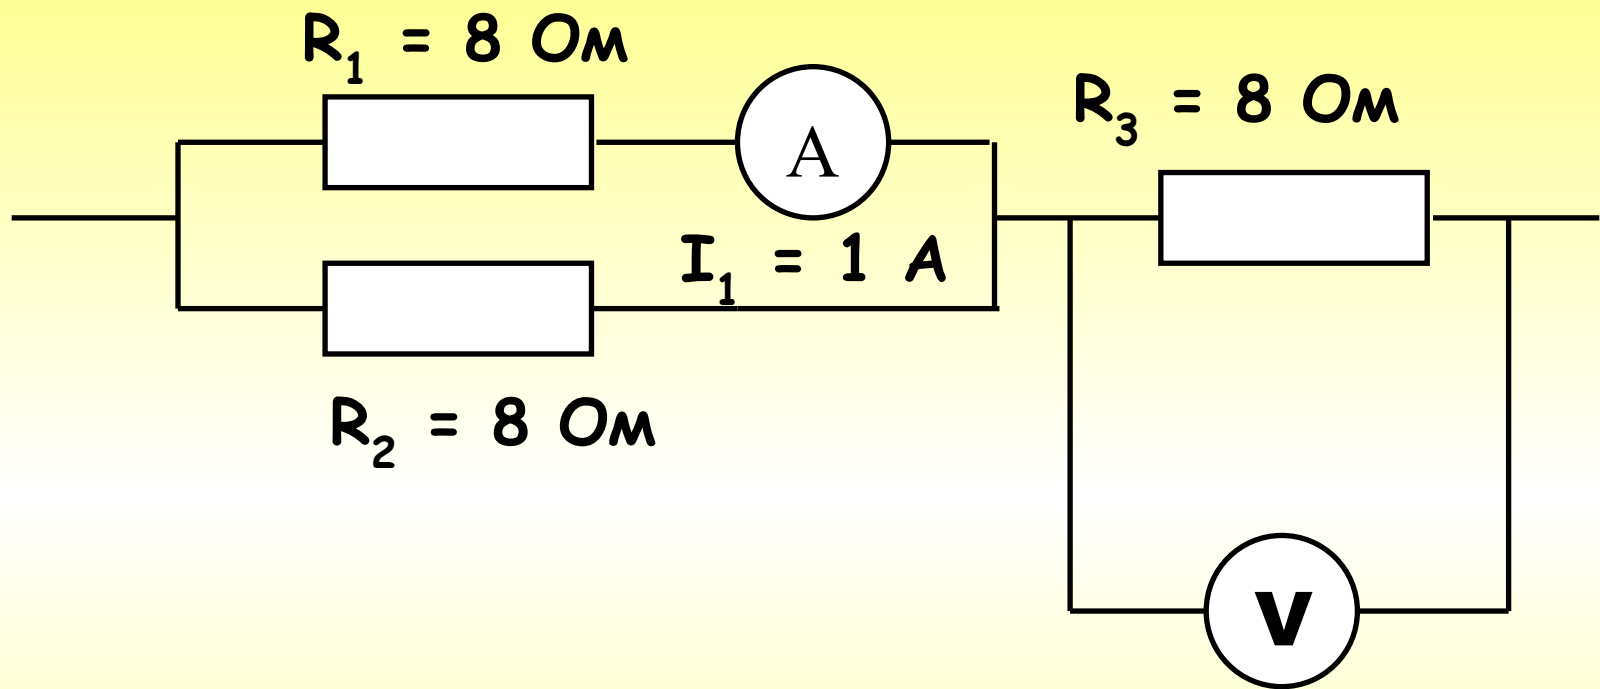 R₁ = 8 Ом
A
R₃ = 8 Ом
I₁ = 1 А
R₂ = 8 Ом
V